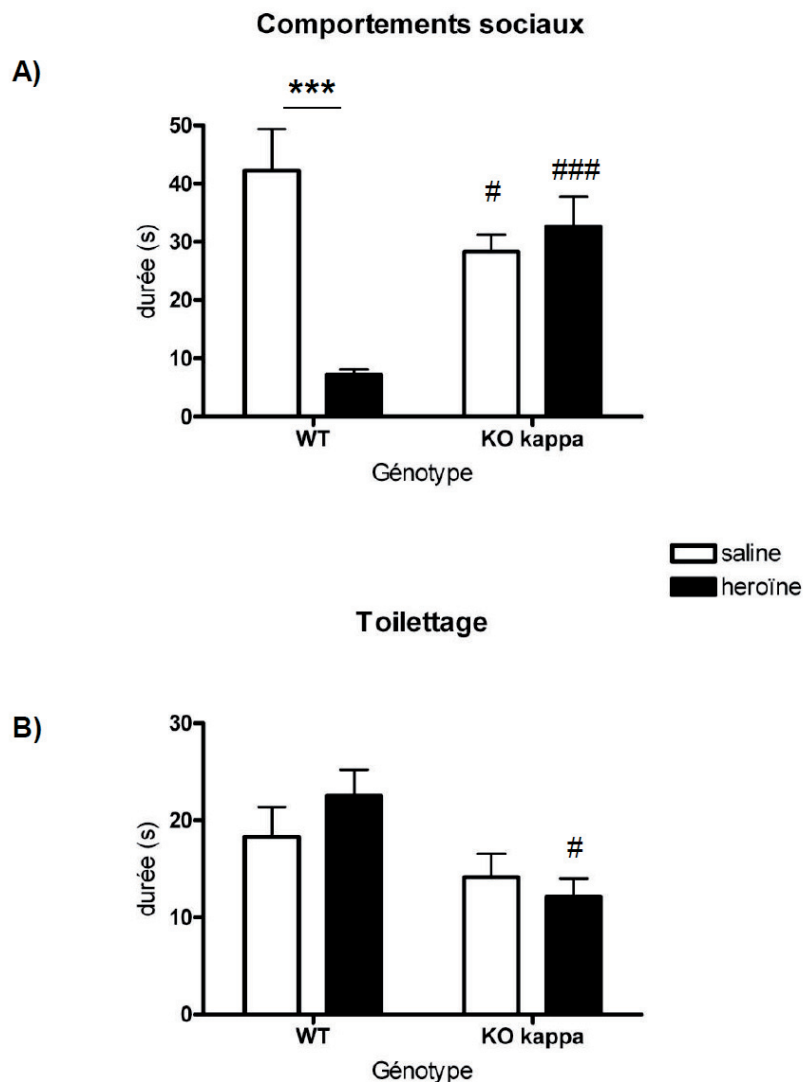 Comportements sociaux
A)
***
50
40
30
20
10
0
durée (s)
#
###
WT
KO kappa
Génotype
saline
heroïne
Toilettage
B)
30
20
10
0
durée (s)
#
WT
KO kappa
Génotype